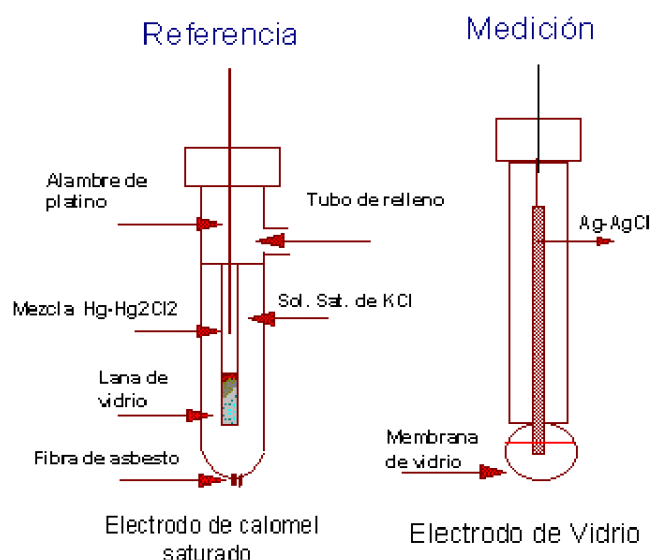 Referencia
Alambre de
platino
Tubo de relleno
Mezcla Hg-Hg2Cl2
Sol. Sat. de KCl
Lana de
vidrio
Fibra de asbesto
Electrodo de calomel
saturado
Medición
Ag-AgCl
Membrana
de vidrio
Electrodo de Vidrio